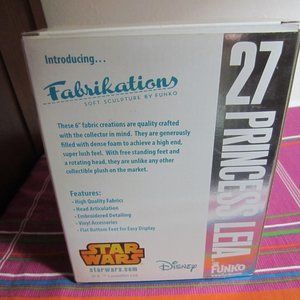 Introducing...
Fabrikations
SOFT SCULPTURE BY FUNKO
These 6" fabric creations are quality crafted
with the collector in mind. They are generously
filled with dense foam to achieve a high end,
super lush feel. With free standing feet and
a rotating head, they are unlike any other
collectible plush on the market.
Features:
• High Quality Fabrics
• Head Articulation
• Embroidered Detailing
• Vinyl Accessories
• Flat Bottom Feet for Easy Display
STAR
WARS
starwars.com
Disney
27 PRINCESS LEIA
FUNKO